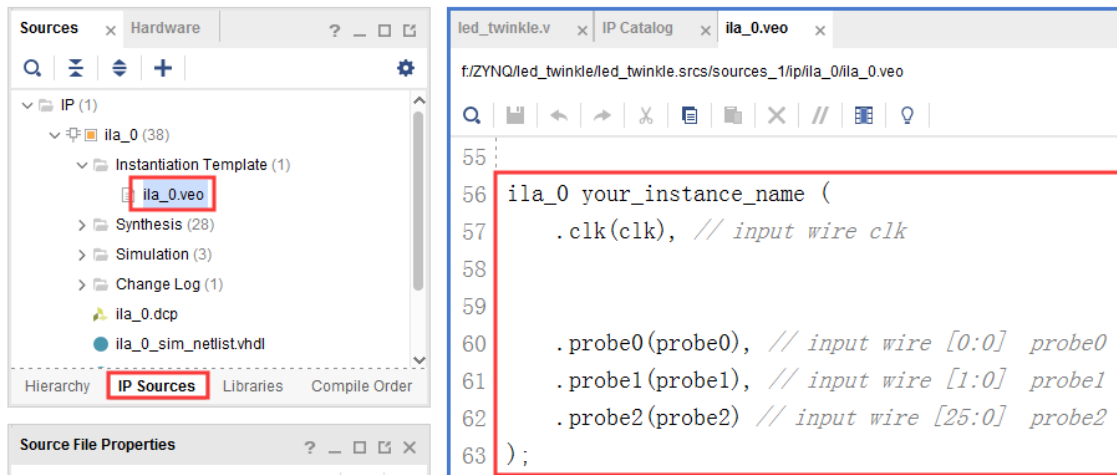 Sources × Hardware ? _
IP (1)
ila_0 (38)
Instantiation Template (1)
ila_0.veo
Synthesis (28)
Simulation (3)
Change Log (1)
ila_0.dcp
ila_0_sim_netlist.vhdl
Hierarchy IP Sources Libraries Compile Order
Source File Properties ? _ ×
led_twinkle.v × IP Catalog × ila_0.veo ×
f:/ZYNQ/led_twinkle/led_twinkle.srcs/sources_1/ip/ila_0/ila_0.veo
55
56 ila_0 your_instance_name (
57 .clk(clk), // input wire clk
58
59
60 .probe0(probe0), // input wire [0:0] probe0
61 .probe1(probe1), // input wire [1:0] probe1
62 .probe2(probe2) // input wire [25:0] probe2
63 );